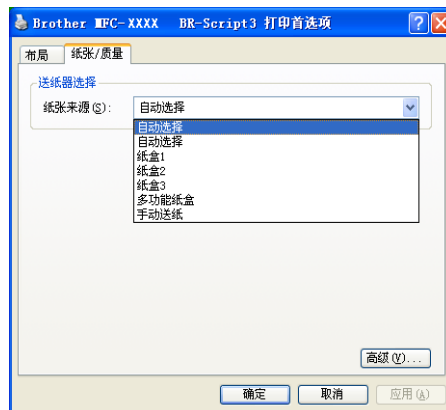 Brother MFC-XXXX BR-Script3 打印首选项
布局 纸张/质量
送纸器选择
纸张来源(S): 自动选择
自动选择
自动选择
纸盒1
纸盒2
纸盒3
多功能纸盒
手动送纸
高级(V)...
确定 取消 应用(A)